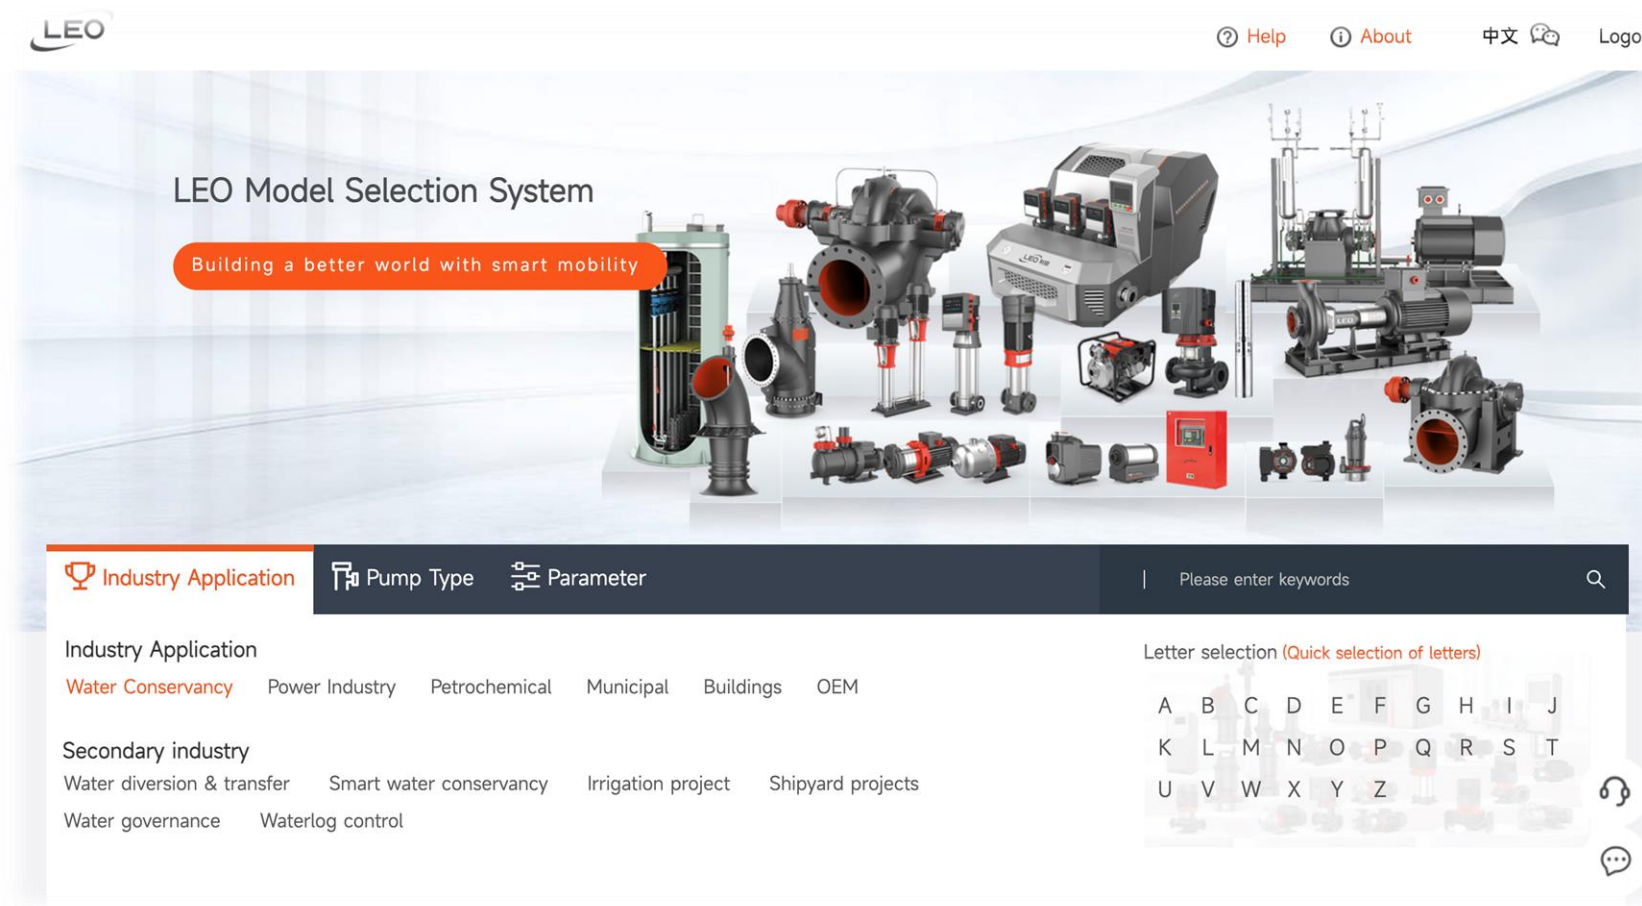 LEO
Help
About
中文
Logo
LEO Model Selection System
Building a better world with smart mobility
LEO
LEO
Industry Application
Pump Type
Parameter
Please enter keywords
Industry Application
Water Conservancy Power Industry Petrochemical Municipal Buildings OEM
Secondary industry
Water diversion & transfer Smart water conservancy Irrigation project Shipyard projects
Water governance Waterlog control
Letter selection (Quick selection of letters)
A B C D E F G H I J
K L M N O P Q R S T
U V W X Y Z